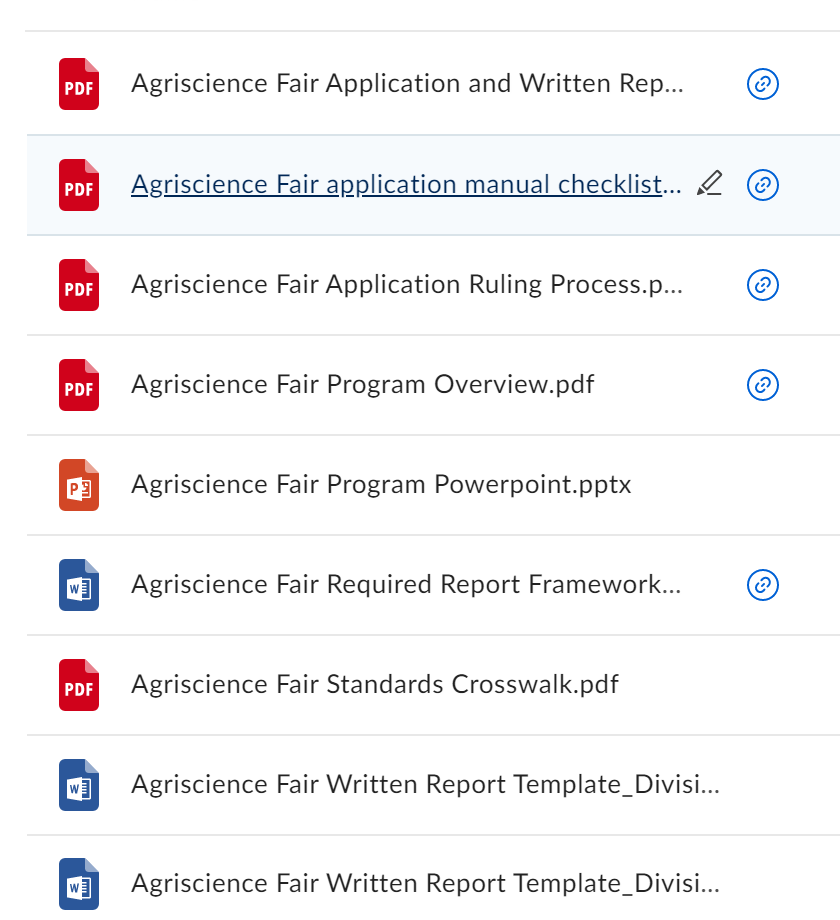 PDF Agriscience Fair Application and Written Rep...
PDF Agriscience Fair application manual checklist...
PDF Agriscience Fair Application Ruling Process.p...
PDF Agriscience Fair Program Overview.pdf
P Agriscience Fair Program Powerpoint.pptx
W Agriscience Fair Required Report Framework...
PDF Agriscience Fair Standards Crosswalk.pdf
W Agriscience Fair Written Report Template_Divisi...
W Agriscience Fair Written Report Template_Divisi...